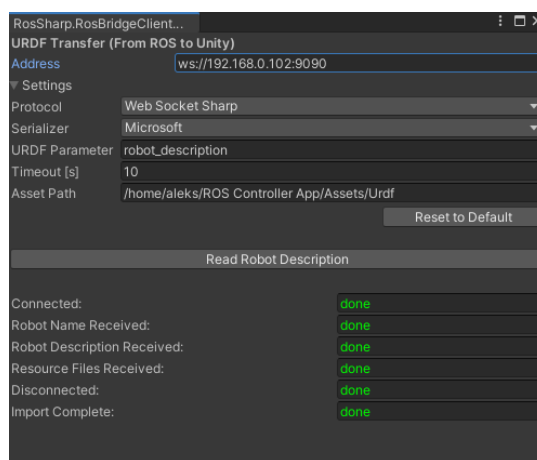 RosSharp.RosBridgeClient...
URDF Transfer (From ROS to Unity)
Address ws://192.168.0.102:9090
Settings
Protocol Web Socket Sharp
Serializer Microsoft
URDF Parameter robot_description
Timeout [s] 10
Asset Path /home/aleks/ROS Controller App/Assets/Urdf
Reset to Default
Read Robot Description
Connected: done
Robot Name Received: done
Robot Description Received: done
Resource Files Received: done
Disconnected: done
Import Complete: done